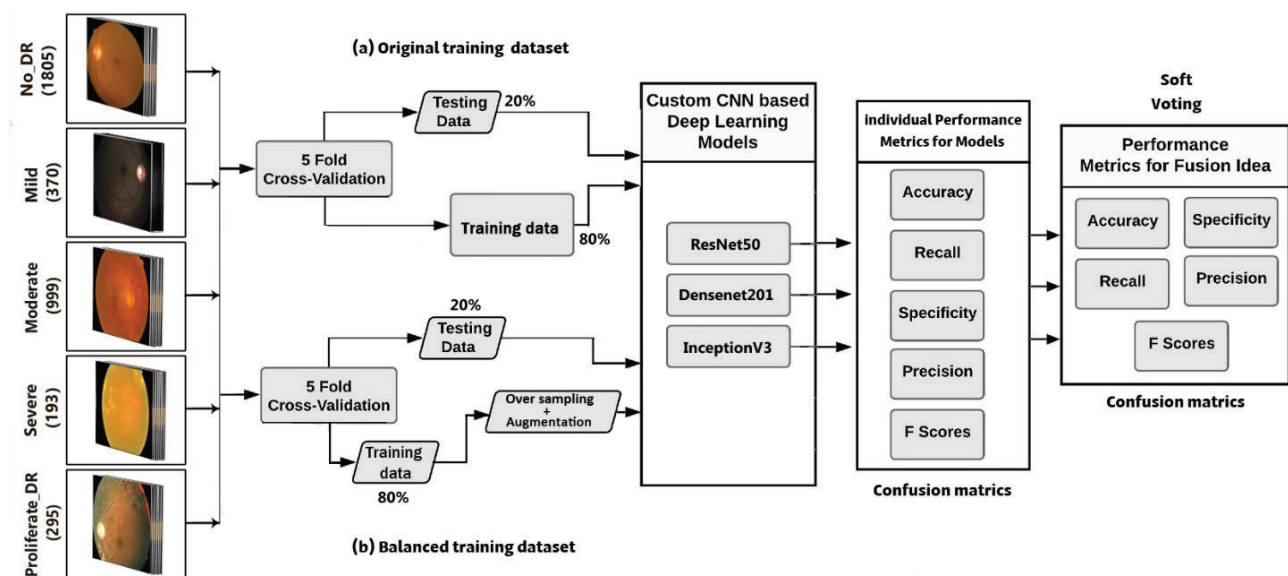 No_DR
(1805)
Mild
(370)
Moderate
(999)
Severe
(193)
Proliferate_DR
(295)
(a) Original training dataset
5 Fold
Cross-Validation
Testing
Data
20%
Training data
80%
5 Fold
Cross-Validation
20%
Testing
Data
Training
data
80%
Over sampling
+
Augmentation
(b) Balanced training dataset
Custom CNN based
Deep Learning
Models
ResNet50
Densenet201
InceptionV3
individual Performance
Metrics for Models
Accuracy
Recall
Specificity
Precision
F Scores
Confusion matrics
Soft
Voting
Performance
Metrics for Fusion Idea
Accuracy
Specificity
Recall
Precision
F Scores
Confusion matrics